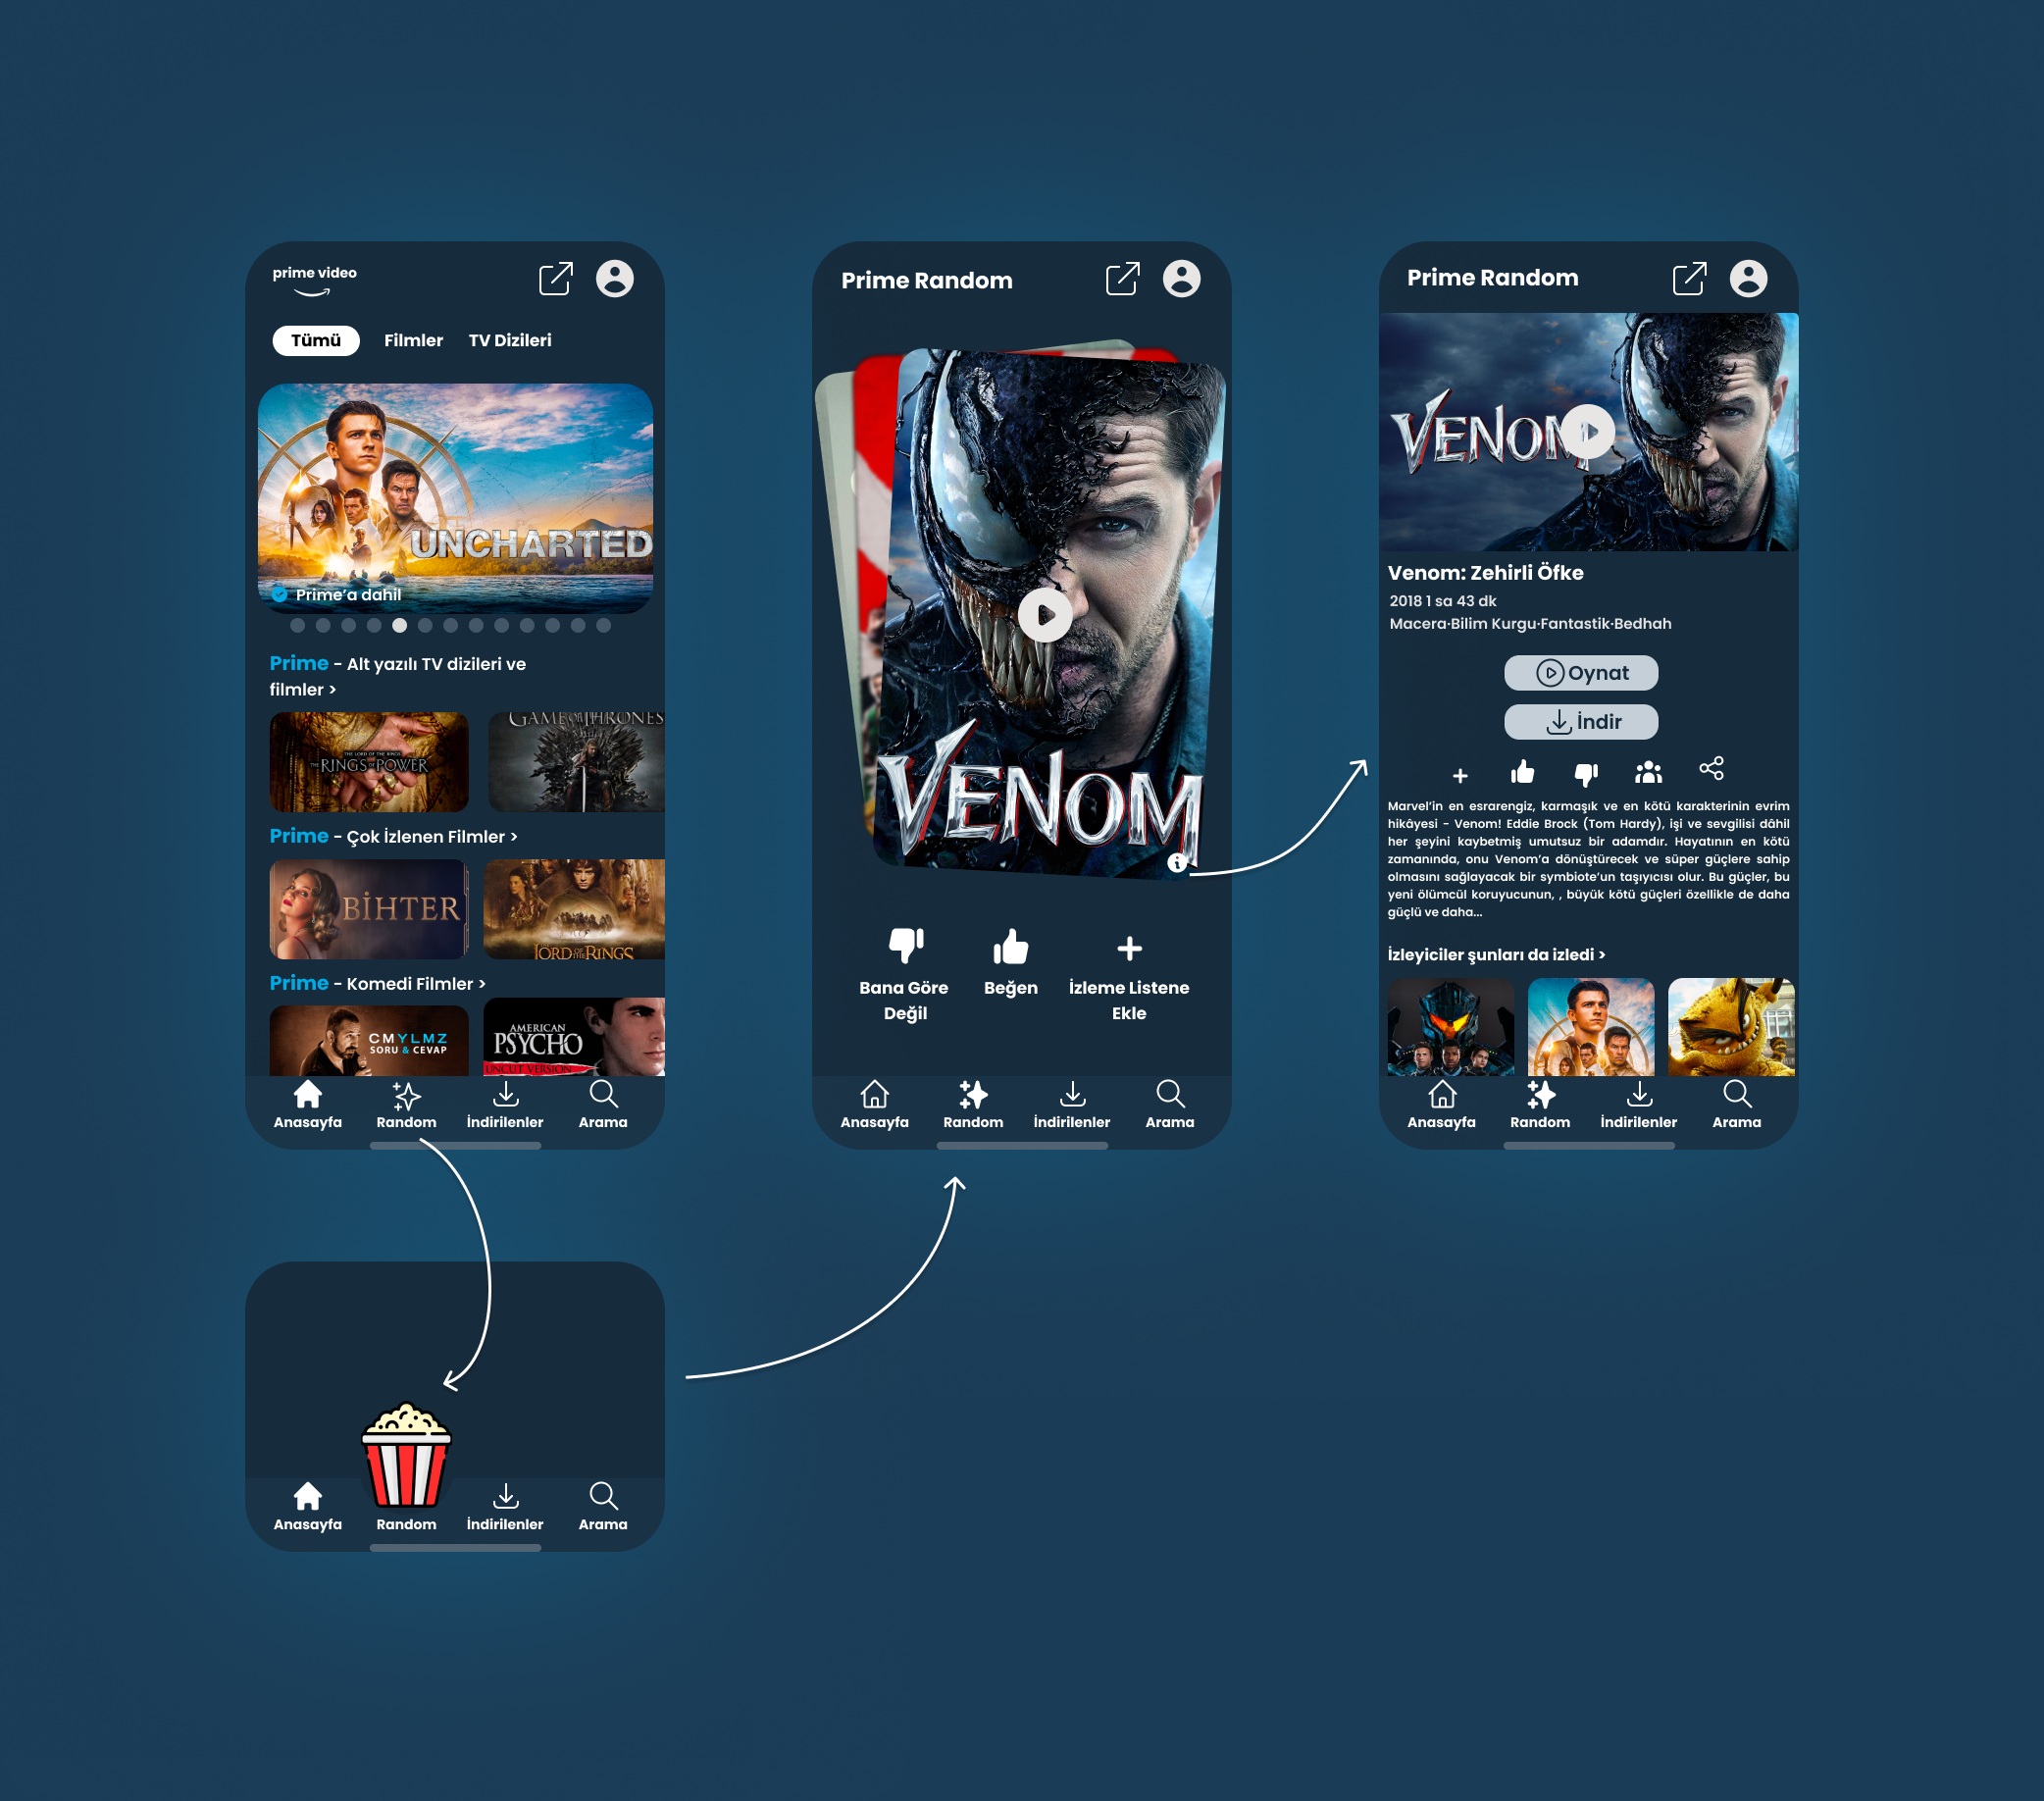 prime video
Tümü Filmler TV Dizileri
UNCHARTED
Prime’a dahil
Prime - Alt yazılı TV dizileri ve
filmler >
THE LORD OF THE RINGS
THE RINGS OF POWER
GAME OF THRONES
Prime - Çok İzlenen Filmler >
BİHTER
THE LORD OF THE RINGS
Prime - Komedi Filmler >
CMYLMZ
SORU & CEVAP
AMERICAN
PSYCHO
UNCUT VERSION
Anasayfa Random İndirilenler Arama
Anasayfa Random İndirilenler Arama
Prime Random
VENOM
Bana Göre
Değil
Beğen
İzleme Listene
Ekle
Anasayfa Random İndirilenler Arama
Prime Random
VENOM
Venom: Zehirli Öfke
2018 1 sa 43 dk
Macera·Bilim Kurgu·Fantastik·Bedhah
Oynat
İndir
Marvel’in en esrarengiz, karmaşık ve en kötü karakterinin evrim
hikâyesi - Venom! Eddie Brock (Tom Hardy), işi ve sevgilisi dâhil
her şeyini kaybetmiş umutsuz bir adamdır. Hayatının en kötü
zamanında, onu Venom’a dönüştürecek ve süper güçlere sahip
olmasını sağlayacak bir symbiote’un taşıyıcısı olur. Bu güçler, bu
yeni ölümcül koruyucunun, , büyük kötü güçleri özellikle de daha
güçlü ve daha...
İzleyiciler şunları da izledi >
Anasayfa Random İndirilenler Arama